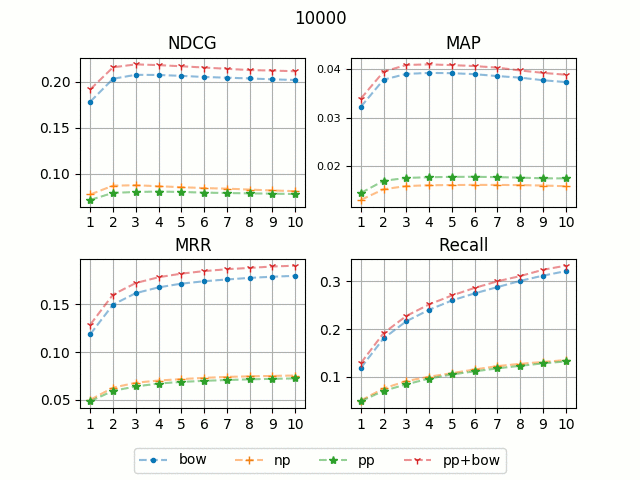 10000
NDCG
0.20
0.15
0.10
1 2 3 4 5 6 7 8 9 10
MAP
0.04
0.03
0.02
1 2 3 4 5 6 7 8 9 10
MRR
0.15
0.10
0.05
1 2 3 4 5 6 7 8 9 10
Recall
0.3
0.2
0.1
1 2 3 4 5 6 7 8 9 10
bow np pp pp+bow